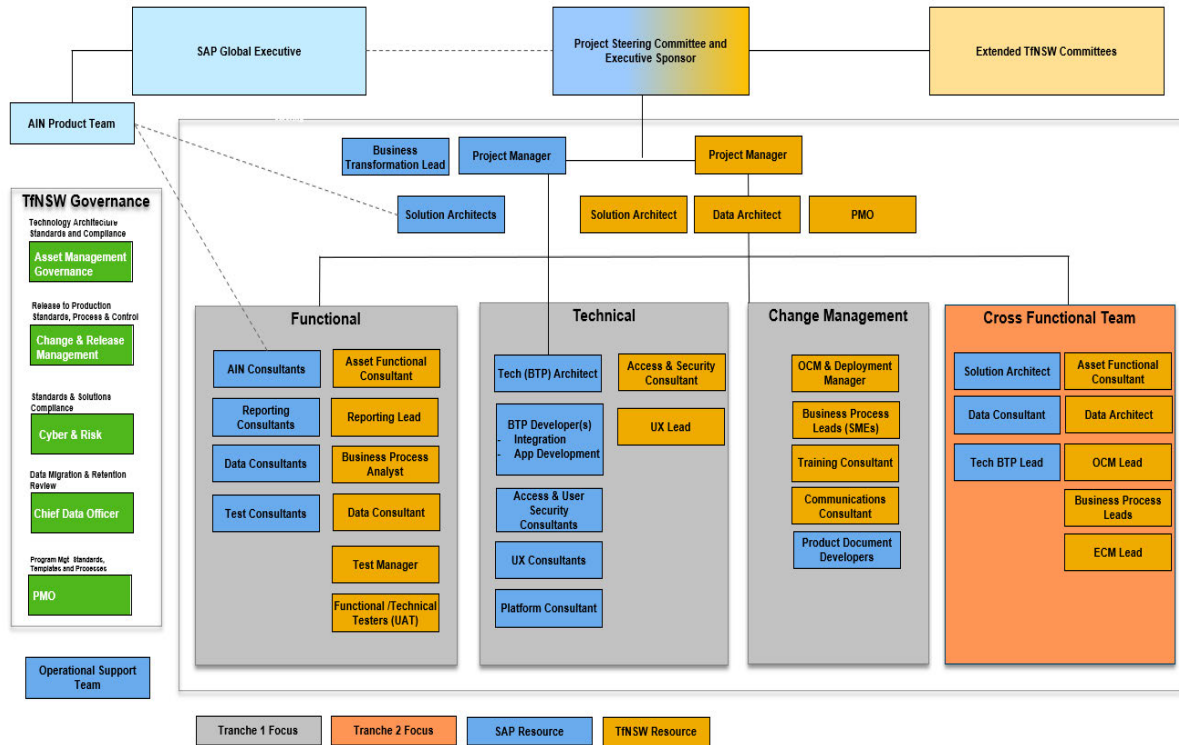 SAP Global Executive
Project Steering Committee and
Executive Sponsor
Extended TfNSW Committees
AIN Product Team
Business
Transformation Lead
Project Manager
Project Manager
Solution Architects
Solution Architect
Data Architect
PMO
TfNSW Governance
Technology Architecture
Standards and Compliance
Asset Management
Governance
Release to Production
Standards, Process & Control
Change & Release
Management
Standards & Solutions
Compliance
Cyber & Risk
Data Migration & Retention
Review
Chief Data Officer
Program Mgt Standards,
Templates and Processes
PMO
Operational Support
Team
Functional
AIN Consultants
Reporting
Consultants
Data Consultants
Test Consultants
Asset Functional
Consultant
Reporting Lead
Business Process
Analyst
Data Consultant
Test Manager
Functional /Technical
Testers (UAT)
Technical
Tech (BTP) Architect
BTP Developer(s)
- Integration
- App Development
Access & User
Security
Consultants
UX Consultants
Platform Consultant
Access & Security
Consultant
UX Lead
Change Management
OCM & Deployment
Manager
Business Process
Leads (SMEs)
Training Consultant
Communications
Consultant
Product Document
Developers
Cross Functional Team
Solution Architect
Data Consultant
Tech BTP Lead
Asset Functional
Consultant
Data Architect
OCM Lead
Business Process
Leads
ECM Lead
Tranche 1 Focus
Tranche 2 Focus
SAP Resource
TfNSW Resource